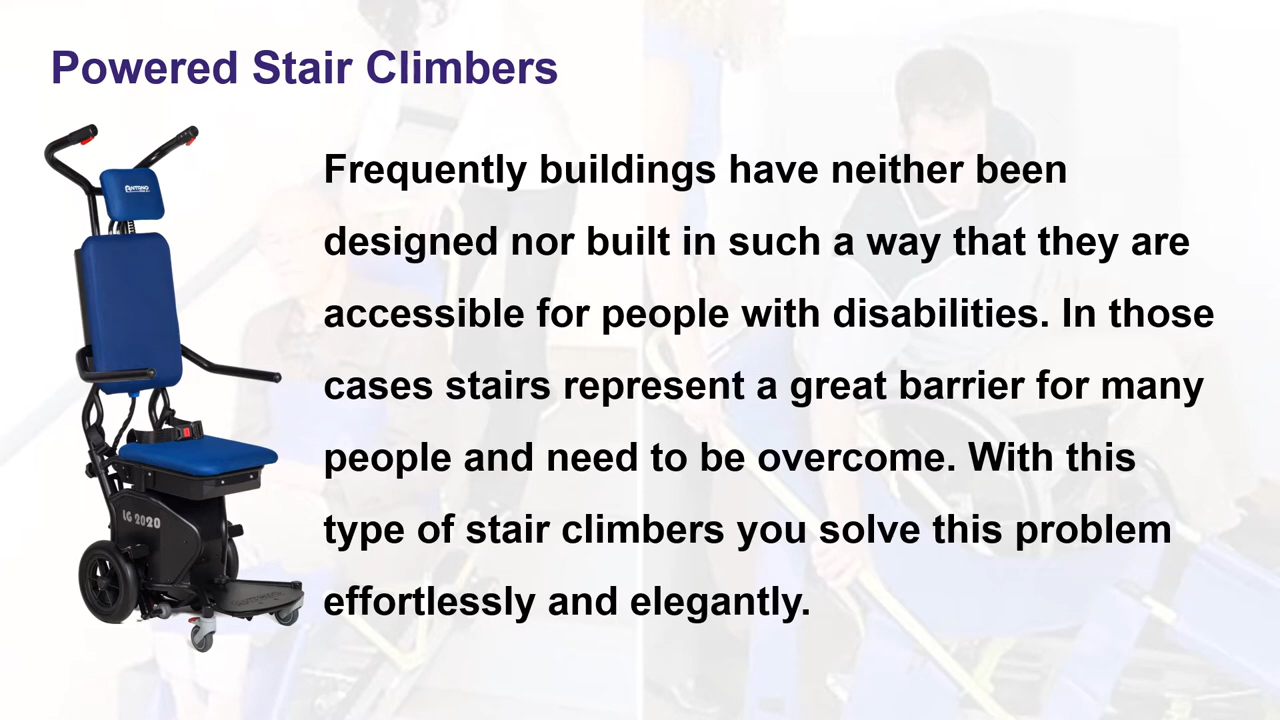 Powered Stair Climbers
Frequently buildings have neither been
designed nor built in such a way that they are
accessible for people with disabilities. In those
cases stairs represent a great barrier for many
people and need to be overcome. With this
type of stair climbers you solve this problem
effortlessly and elegantly.
ANTANO
LG 2020